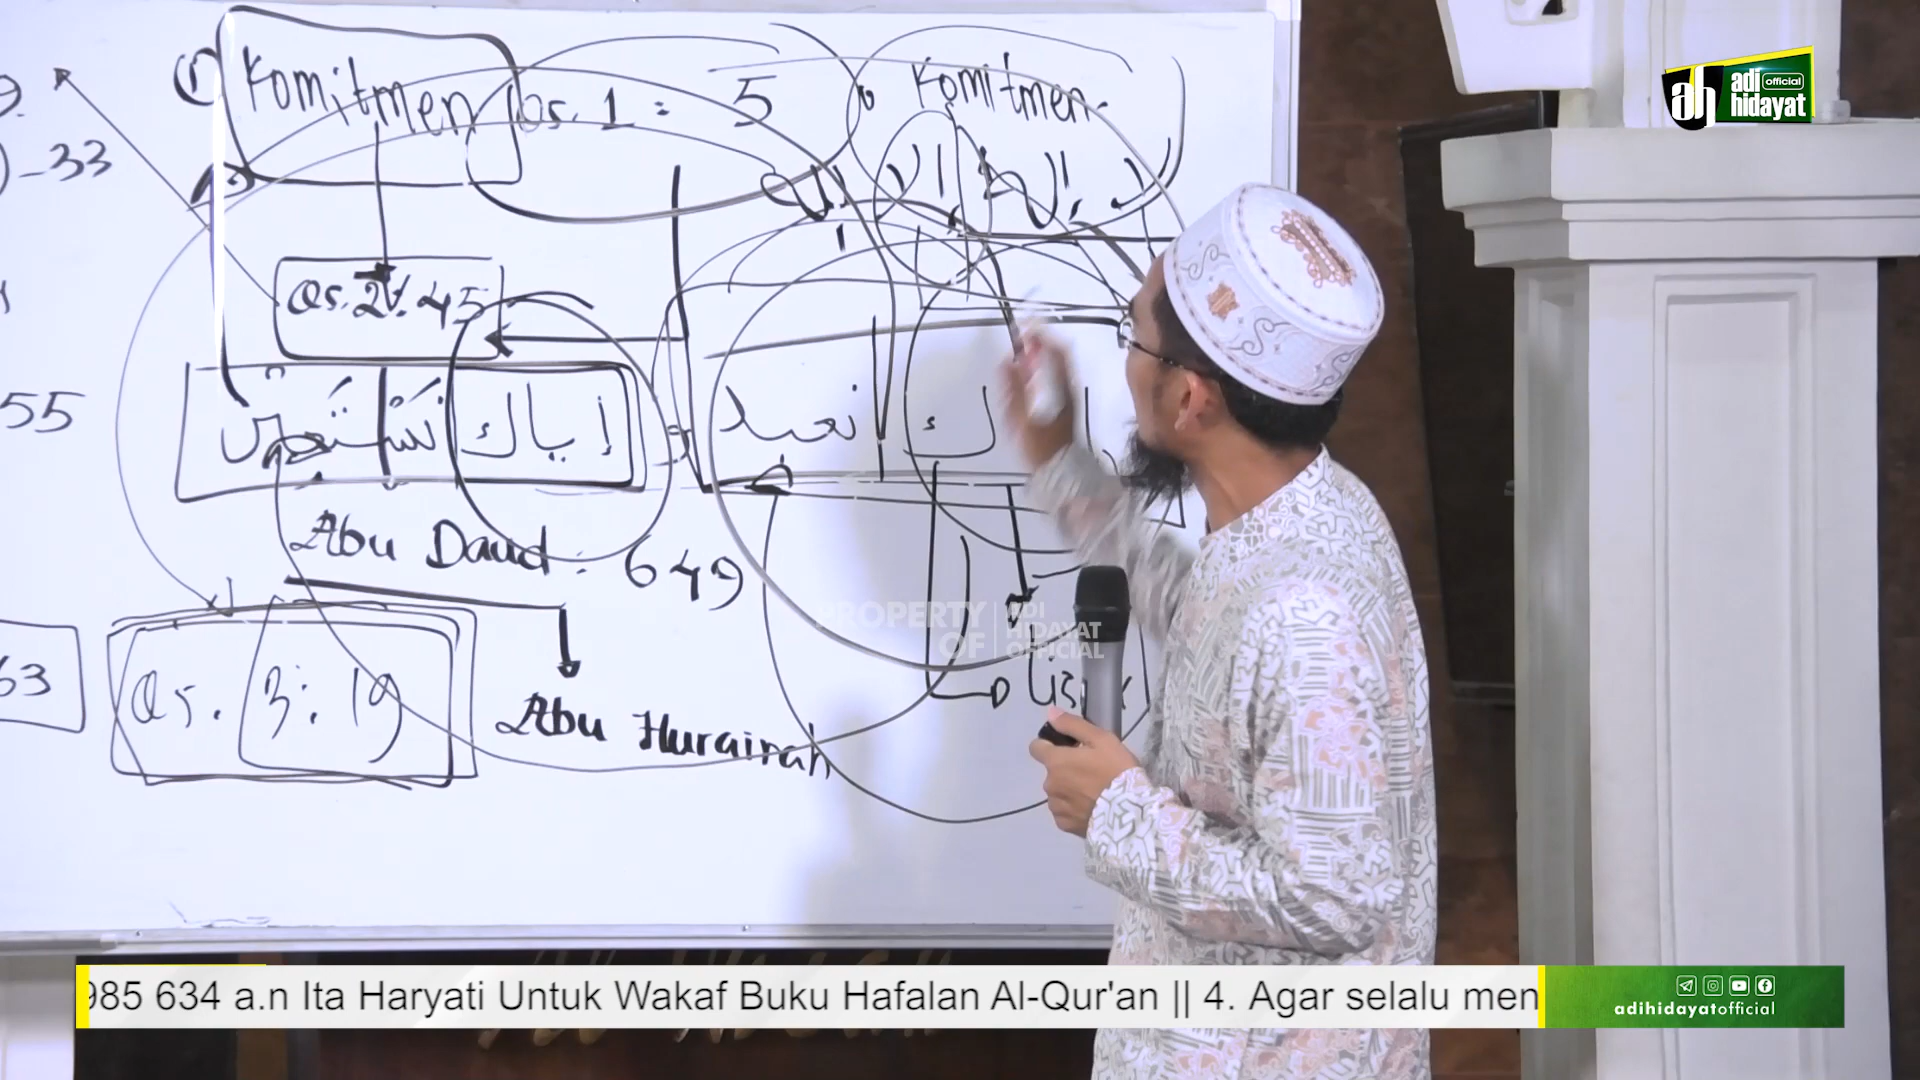 ① Komitmen Qs. 1 : 5
Komitmen
9.
-33
Qs. 2 : 45
55
إياك نستعين
و
نعبد
Abu Daud : 649
63
Qs. 3 : 19
Abu Hurairah
ah adi official hidayat
PROPERTY OF ADI HIDAYAT OFFICIAL
985 634 a.n Ita Haryati Untuk Wakaf Buku Hafalan Al-Qur'an || 4. Agar selalu men
adihidayatofficial